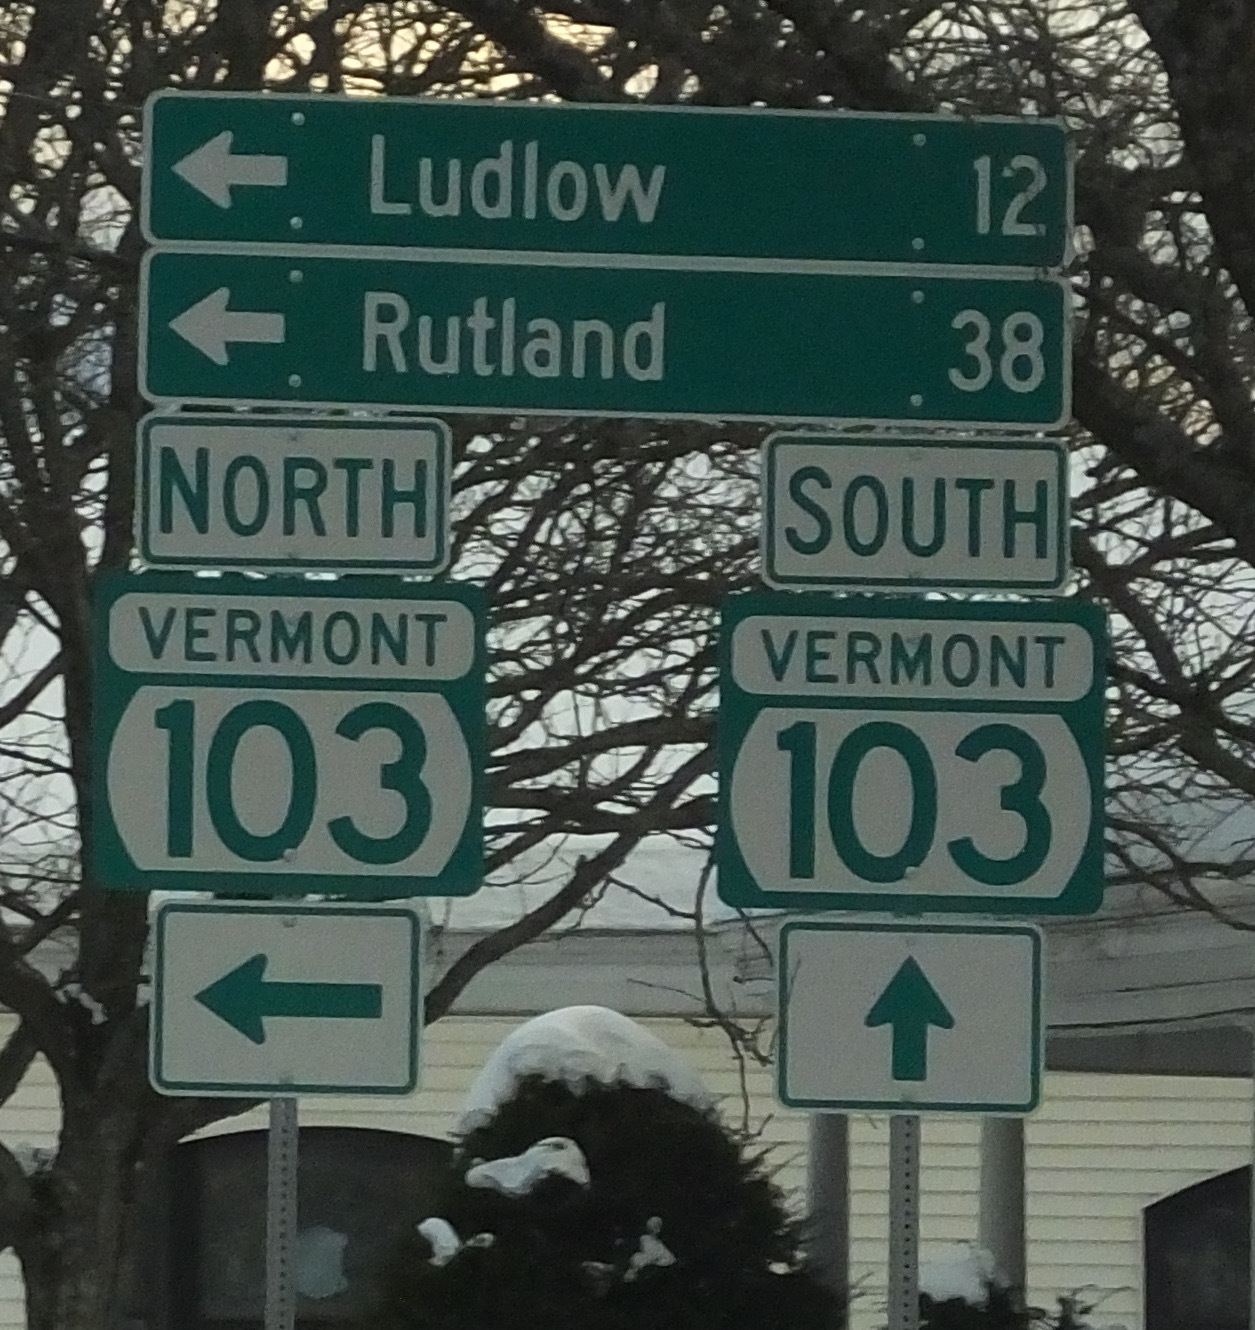 Ludlow 12
Rutland 38
NORTH
VERMONT
103
SOUTH
VERMONT
103